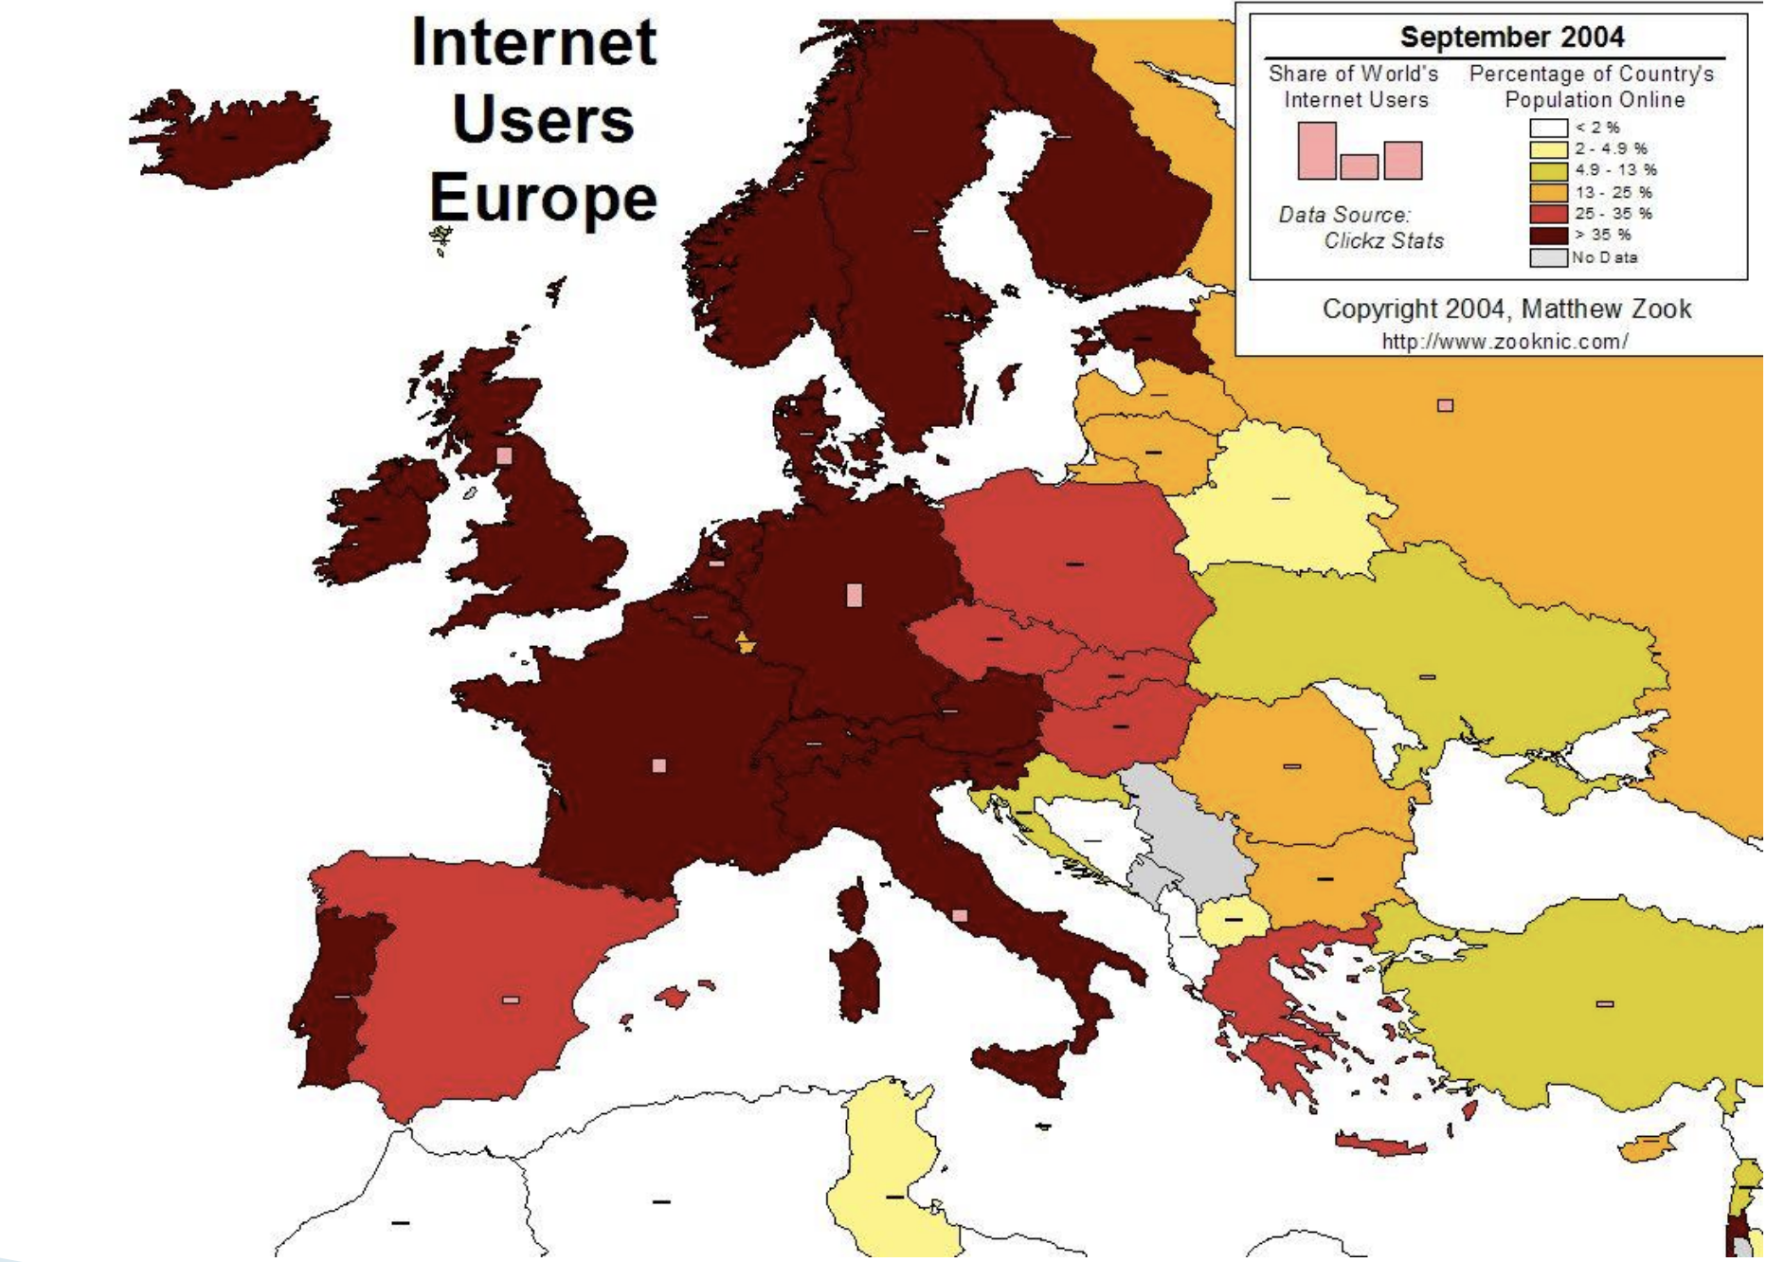 Internet
Users
Europe
September 2004
Share of World's
Internet Users
Percentage of Country's
Population Online
< 2 %
2 - 4.9 %
4.9 - 13 %
13 - 25 %
25 - 35 %
> 35 %
No Data
Data Source:
Clickz Stats
Copyright 2004, Matthew Zook
http://www.zooknic.com/